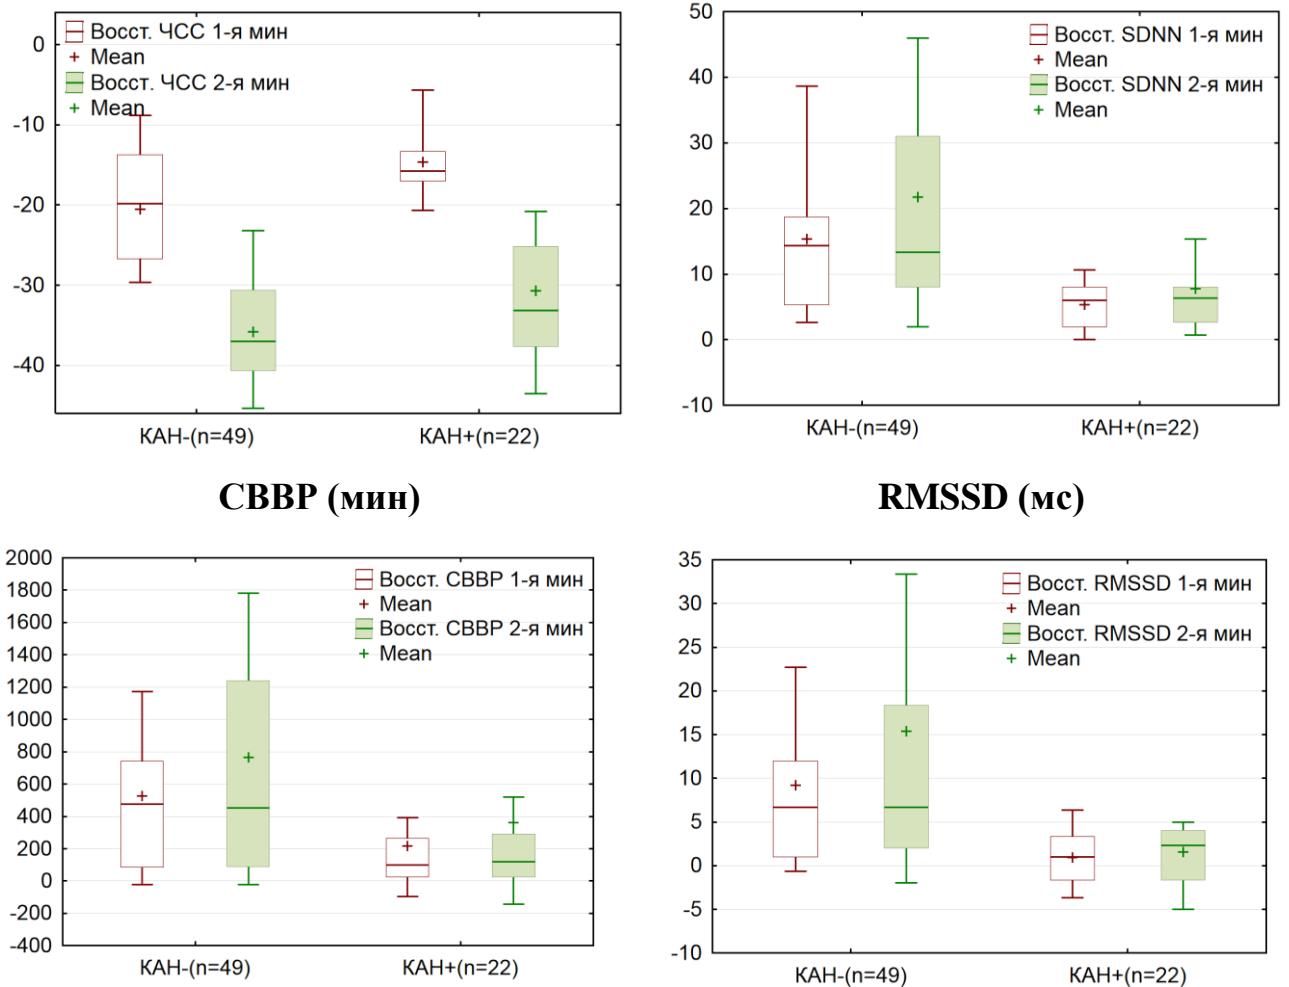 Восст. ЧСС 1-я мин
Mean
Восст. ЧСС 2-я мин
Mean
0
-10
-20
-30
-40
КАН-(n=49) КАН+(n=22)
Восст. SDNN 1-я мин
Mean
Восст. SDNN 2-я мин
Mean
50
40
30
20
10
0
-10
КАН-(n=49) КАН+(n=22)
СВВР (мин) RMSSD (мс)
Восст. СВВР 1-я мин
Mean
Восст. СВВР 2-я мин
Mean
2000
1800
1600
1400
1200
1000
800
600
400
200
0
-200
-400
КАН-(n=49) КАН+(n=22)
Восст. RMSSD 1-я мин
Mean
Восст. RMSSD 2-я мин
Mean
35
30
25
20
15
10
5
0
-5
-10
КАН-(n=49) КАН+(n=22)